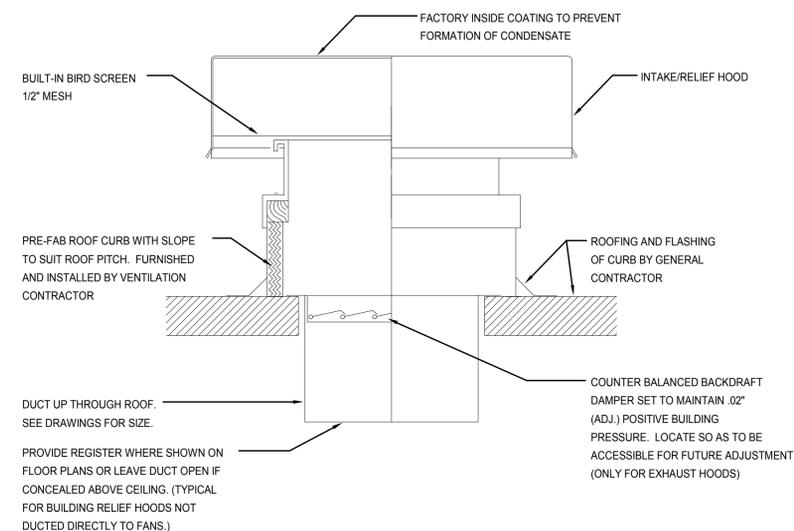 FACTORY INSIDE COATING TO PREVENT
FORMATION OF CONDENSATE
BUILT-IN BIRD SCREEN
1/2" MESH
INTAKE/RELIEF HOOD
PRE-FAB ROOF CURB WITH SLOPE
TO SUIT ROOF PITCH. FURNISHED
AND INSTALLED BY VENTILATION
CONTRACTOR
ROOFING AND FLASHING
OF CURB BY GENERAL
CONTRACTOR
DUCT UP THROUGH ROOF.
SEE DRAWINGS FOR SIZE.
COUNTER BALANCED BACKDRAFT
DAMPER SET TO MAINTAIN .02"
(ADJ.) POSITIVE BUILDING
PRESSURE. LOCATE SO AS TO BE
ACCESSIBLE FOR FUTURE ADJUSTMENT
(ONLY FOR EXHAUST HOODS)
PROVIDE REGISTER WHERE SHOWN ON
FLOOR PLANS OR LEAVE DUCT OPEN IF
CONCEALED ABOVE CEILING. (TYPICAL
FOR BUILDING RELIEF HOODS NOT
DUCTED DIRECTLY TO FANS.)